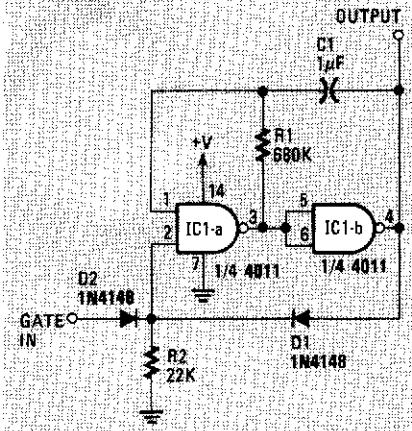 OUTPUT
C1
1µF
R1
680K
+V
14
1
2
3
IC1-a
7
1/4 4011
5
6
4
IC1-b
1/4 4011
D2
1N4148
GATE
IN
D1
1N4148
R2
22K